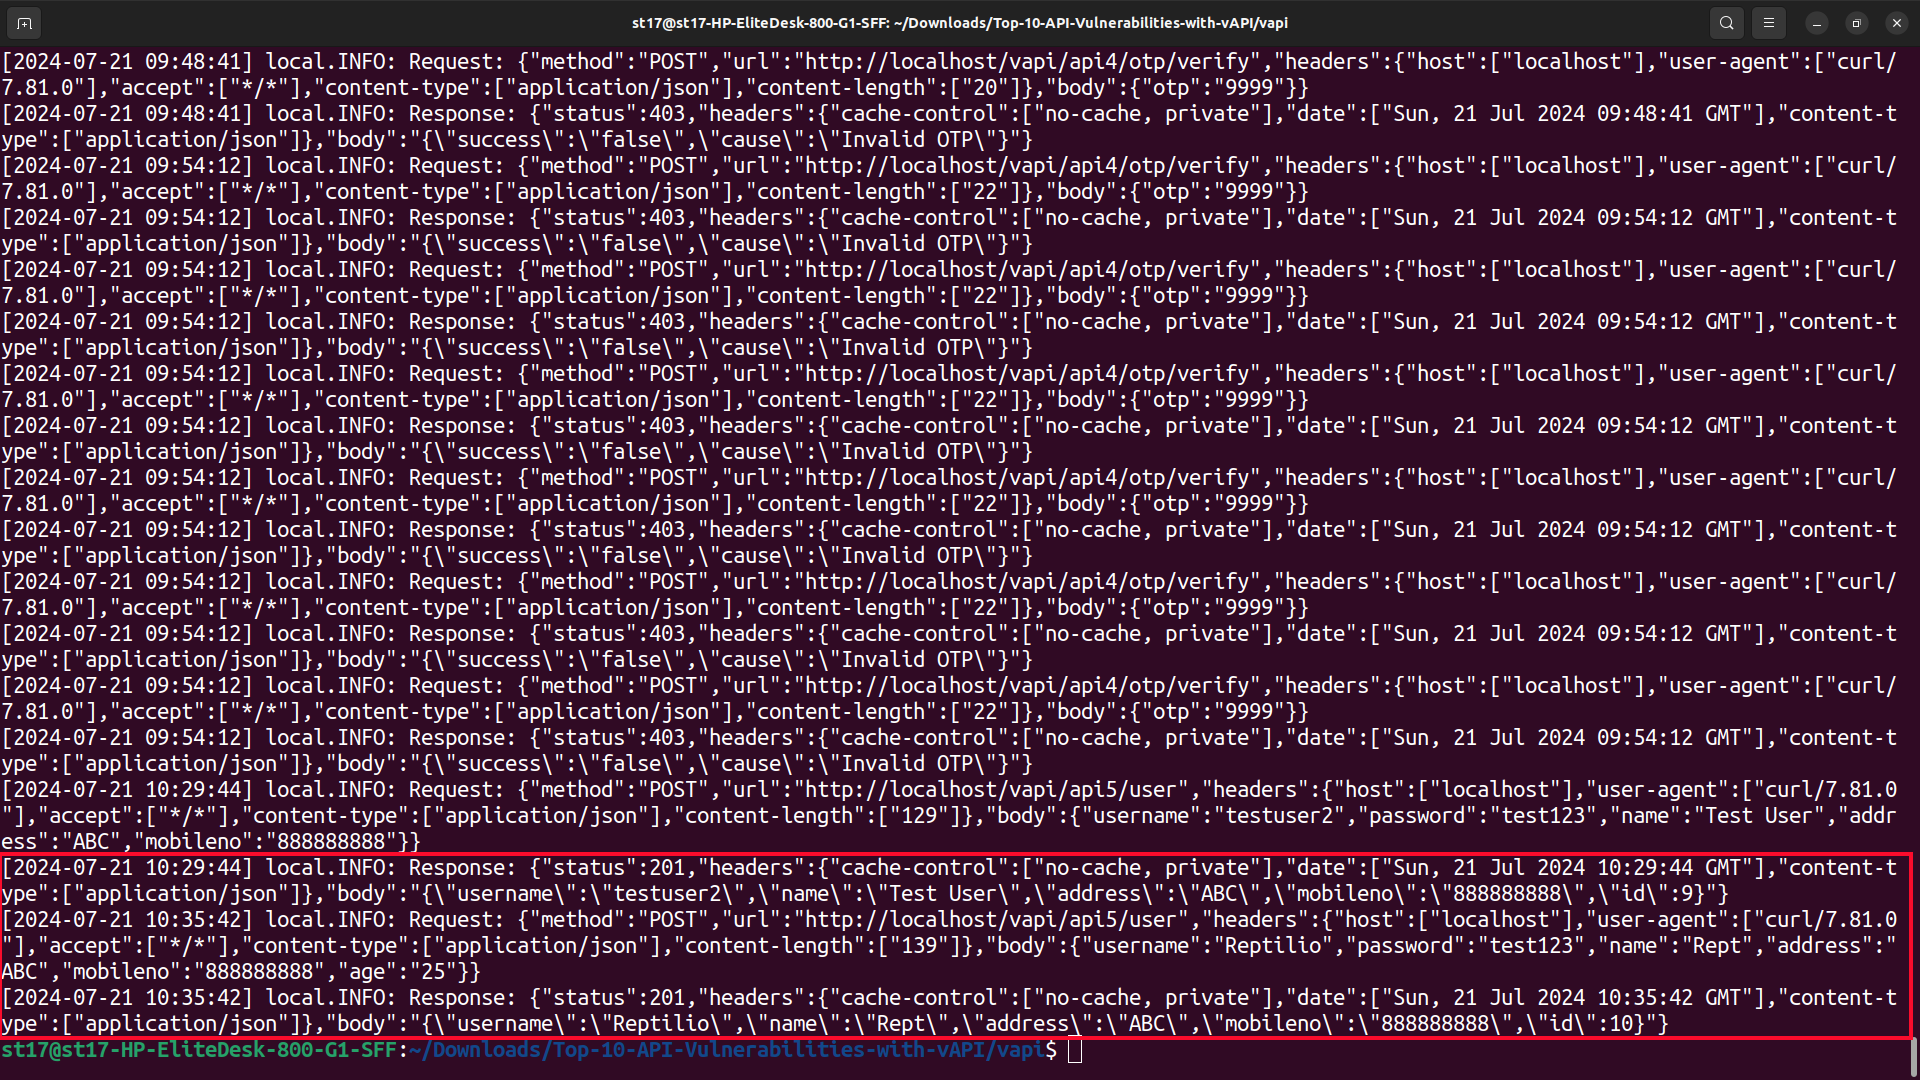 st17@st17-HP-EliteDesk-800-G1-SFF: ~/Downloads/Top-10-API-Vulnerabilities-with-vAPI/vapi
[2024-07-21 09:48:41] local.INFO: Request: {"method":"POST","url":"http://localhost/vapi/api4/otp/verify","headers":{"host":["localhost"],"user-agent":["curl/
7.81.0"],"accept":["*/*"],"content-type":["application/json"],"content-length":["20"]},"body":{"otp":"9999"}}
[2024-07-21 09:48:41] local.INFO: Response: {"status":403,"headers":{"cache-control":["no-cache, private"],"date":["Sun, 21 Jul 2024 09:48:41 GMT"],"content-t
ype":["application/json"]},"body":"{\"success\":\"false\",\"cause\":\"Invalid OTP\"}"}
[2024-07-21 09:54:12] local.INFO: Request: {"method":"POST","url":"http://localhost/vapi/api4/otp/verify","headers":{"host":["localhost"],"user-agent":["curl/
7.81.0"],"accept":["*/*"],"content-type":["application/json"],"content-length":["22"]},"body":{"otp":"9999"}}
[2024-07-21 09:54:12] local.INFO: Response: {"status":403,"headers":{"cache-control":["no-cache, private"],"date":["Sun, 21 Jul 2024 09:54:12 GMT"],"content-t
ype":["application/json"]},"body":"{\"success\":\"false\",\"cause\":\"Invalid OTP\"}"}
[2024-07-21 09:54:12] local.INFO: Request: {"method":"POST","url":"http://localhost/vapi/api4/otp/verify","headers":{"host":["localhost"],"user-agent":["curl/
7.81.0"],"accept":["*/*"],"content-type":["application/json"],"content-length":["22"]},"body":{"otp":"9999"}}
[2024-07-21 09:54:12] local.INFO: Response: {"status":403,"headers":{"cache-control":["no-cache, private"],"date":["Sun, 21 Jul 2024 09:54:12 GMT"],"content-t
ype":["application/json"]},"body":"{\"success\":\"false\",\"cause\":\"Invalid OTP\"}"}
[2024-07-21 09:54:12] local.INFO: Request: {"method":"POST","url":"http://localhost/vapi/api4/otp/verify","headers":{"host":["localhost"],"user-agent":["curl/
7.81.0"],"accept":["*/*"],"content-type":["application/json"],"content-length":["22"]},"body":{"otp":"9999"}}
[2024-07-21 09:54:12] local.INFO: Response: {"status":403,"headers":{"cache-control":["no-cache, private"],"date":["Sun, 21 Jul 2024 09:54:12 GMT"],"content-t
ype":["application/json"]},"body":"{\"success\":\"false\",\"cause\":\"Invalid OTP\"}"}
[2024-07-21 09:54:12] local.INFO: Request: {"method":"POST","url":"http://localhost/vapi/api4/otp/verify","headers":{"host":["localhost"],"user-agent":["curl/
7.81.0"],"accept":["*/*"],"content-type":["application/json"],"content-length":["22"]},"body":{"otp":"9999"}}
[2024-07-21 09:54:12] local.INFO: Response: {"status":403,"headers":{"cache-control":["no-cache, private"],"date":["Sun, 21 Jul 2024 09:54:12 GMT"],"content-t
ype":["application/json"]},"body":"{\"success\":\"false\",\"cause\":\"Invalid OTP\"}"}
[2024-07-21 09:54:12] local.INFO: Request: {"method":"POST","url":"http://localhost/vapi/api4/otp/verify","headers":{"host":["localhost"],"user-agent":["curl/
7.81.0"],"accept":["*/*"],"content-type":["application/json"],"content-length":["22"]},"body":{"otp":"9999"}}
[2024-07-21 09:54:12] local.INFO: Response: {"status":403,"headers":{"cache-control":["no-cache, private"],"date":["Sun, 21 Jul 2024 09:54:12 GMT"],"content-t
ype":["application/json"]},"body":"{\"success\":\"false\",\"cause\":\"Invalid OTP\"}"}
[2024-07-21 09:54:12] local.INFO: Request: {"method":"POST","url":"http://localhost/vapi/api4/otp/verify","headers":{"host":["localhost"],"user-agent":["curl/
7.81.0"],"accept":["*/*"],"content-type":["application/json"],"content-length":["22"]},"body":{"otp":"9999"}}
[2024-07-21 09:54:12] local.INFO: Response: {"status":403,"headers":{"cache-control":["no-cache, private"],"date":["Sun, 21 Jul 2024 09:54:12 GMT"],"content-t
ype":["application/json"]},"body":"{\"success\":\"false\",\"cause\":\"Invalid OTP\"}"}
[2024-07-21 10:29:44] local.INFO: Request: {"method":"POST","url":"http://localhost/vapi/api5/user","headers":{"host":["localhost"],"user-agent":["curl/7.81.0
"],"accept":["*/*"],"content-type":["application/json"],"content-length":["129"]},"body":{"username":"testuser2","password":"test123","name":"Test User","addr
ess":"ABC","mobileno":"888888888"}}
[2024-07-21 10:29:44] local.INFO: Response: {"status":201,"headers":{"cache-control":["no-cache, private"],"date":["Sun, 21 Jul 2024 10:29:44 GMT"],"content-t
ype":["application/json"]},"body":"{\"username\":\"testuser2\",\"name\":\"Test User\",\"address\":\"ABC\",\"mobileno\":\"888888888\",\"id\":9}"}
[2024-07-21 10:35:42] local.INFO: Request: {"method":"POST","url":"http://localhost/vapi/api5/user","headers":{"host":["localhost"],"user-agent":["curl/7.81.0
"],"accept":["*/*"],"content-type":["application/json"],"content-length":["139"]},"body":{"username":"Reptilio","password":"test123","name":"Rept","address":"
ABC","mobileno":"888888888","age":"25"}}
[2024-07-21 10:35:42] local.INFO: Response: {"status":201,"headers":{"cache-control":["no-cache, private"],"date":["Sun, 21 Jul 2024 10:35:42 GMT"],"content-t
ype":["application/json"]},"body":"{\"username\":\"Reptilio\",\"name\":\"Rept\",\"address\":\"ABC\",\"mobileno\":\"888888888\",\"id\":10}"}
st17@st17-HP-EliteDesk-800-G1-SFF:~/Downloads/Top-10-API-Vulnerabilities-with-vAPI/vapi$